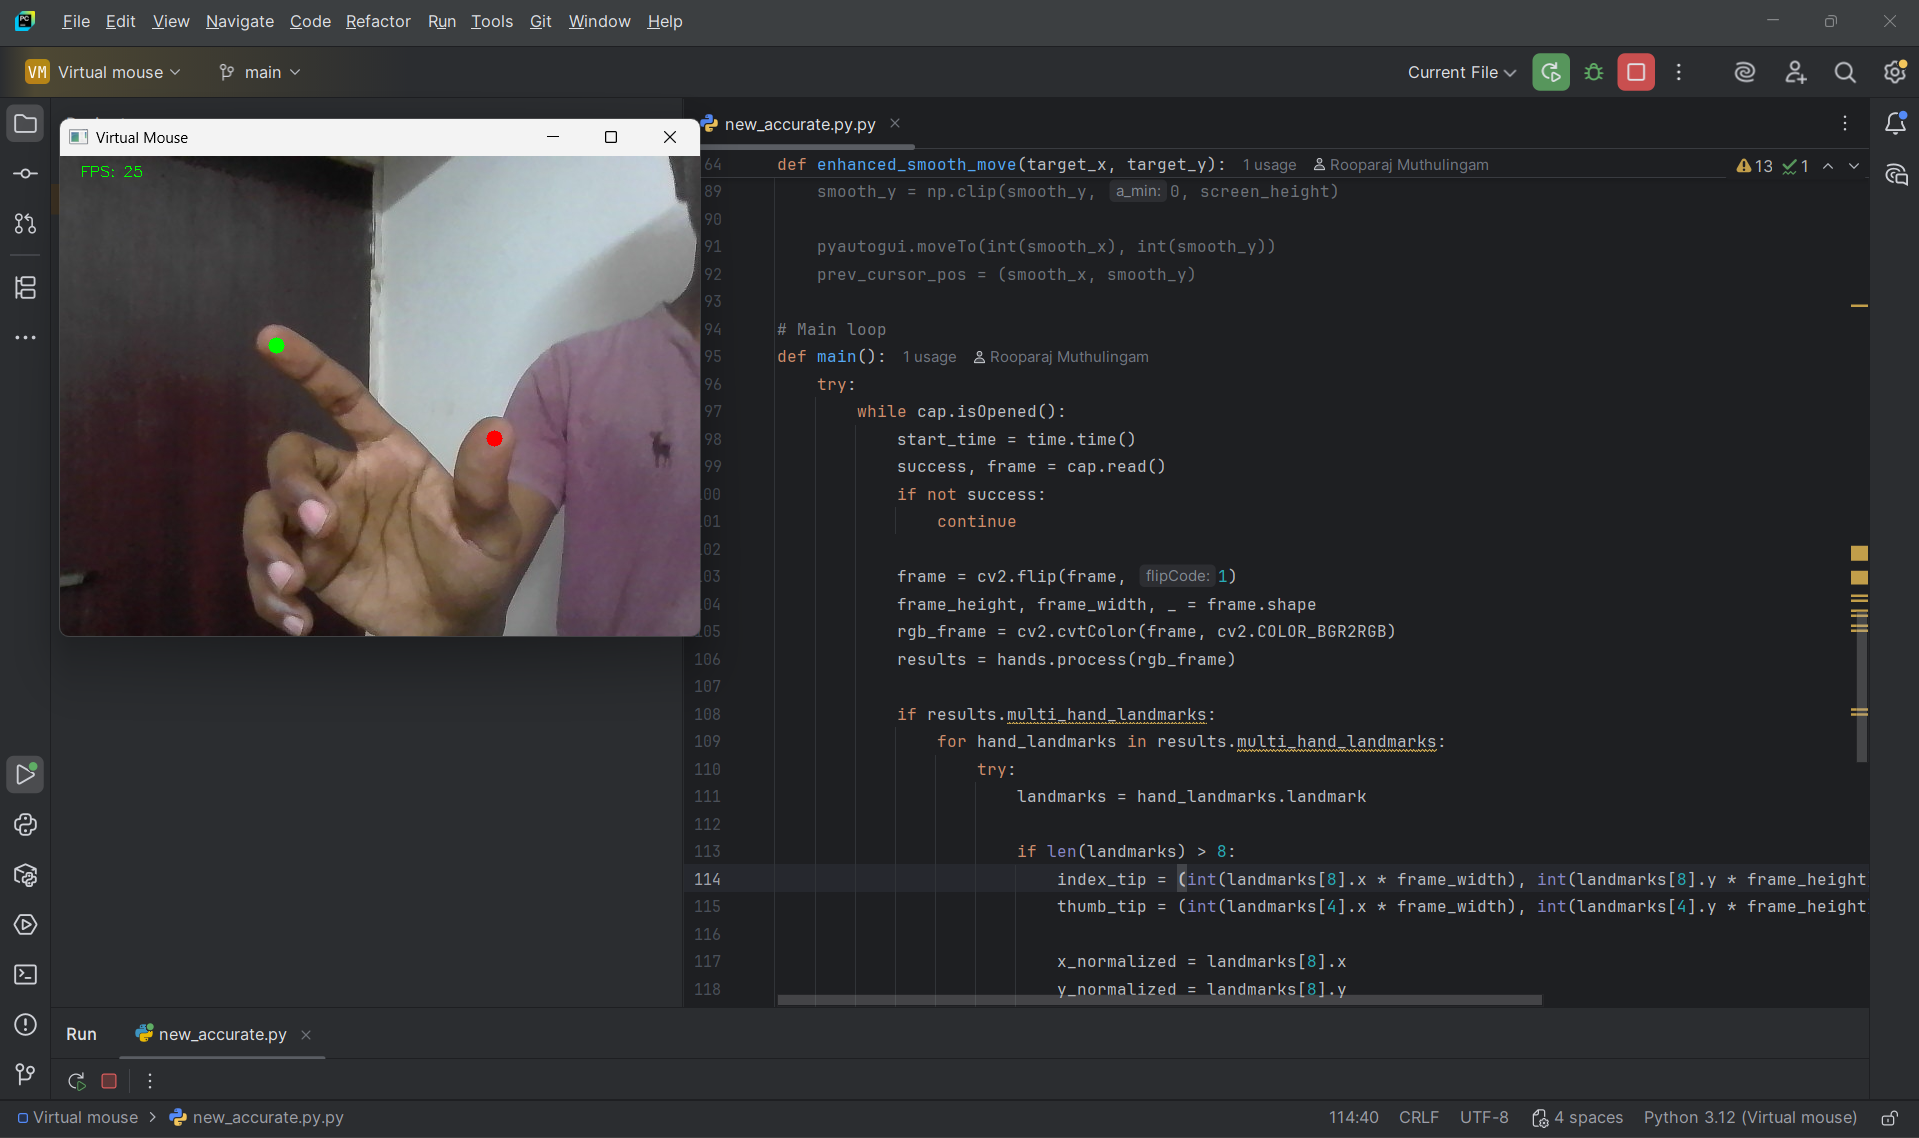 File Edit View Navigate Code Refactor Run Tools Git Window Help
VM Virtual mouse main Current File
Virtual Mouse
FPS: 25
new_accurate.py.py
64 def enhanced_smooth_move(target_x, target_y): 1 usage Rooparaj Muthulingam 13 1
89 smooth_y = np.clip(smooth_y, a_min: 0, screen_height)
90
91 pyautogui.moveTo(int(smooth_x), int(smooth_y))
92 prev_cursor_pos = (smooth_x, smooth_y)
93
94 # Main loop
95 def main(): 1 usage Rooparaj Muthulingam
96 try:
97 while cap.isOpened():
98 start_time = time.time()
99 success, frame = cap.read()
00 if not success:
01 continue
02
03 frame = cv2.flip(frame, flipCode: 1)
04 frame_height, frame_width, _ = frame.shape
05 rgb_frame = cv2.cvtColor(frame, cv2.COLOR_BGR2RGB)
106 results = hands.process(rgb_frame)
107
108 if results.multi_hand_landmarks:
109 for hand_landmarks in results.multi_hand_landmarks:
110 try:
111 landmarks = hand_landmarks.landmark
112
113 if len(landmarks) > 8:
114 index_tip = (int(landmarks[8].x * frame_width), int(landmarks[8].y * frame_height
115 thumb_tip = (int(landmarks[4].x * frame_width), int(landmarks[4].y * frame_height
116
117 x_normalized = landmarks[8].x
118 y_normalized = landmarks[8].y
Run new_accurate.py
Virtual mouse > new_accurate.py.py 114:40 CRLF UTF-8 4 spaces Python 3.12 (Virtual mouse)